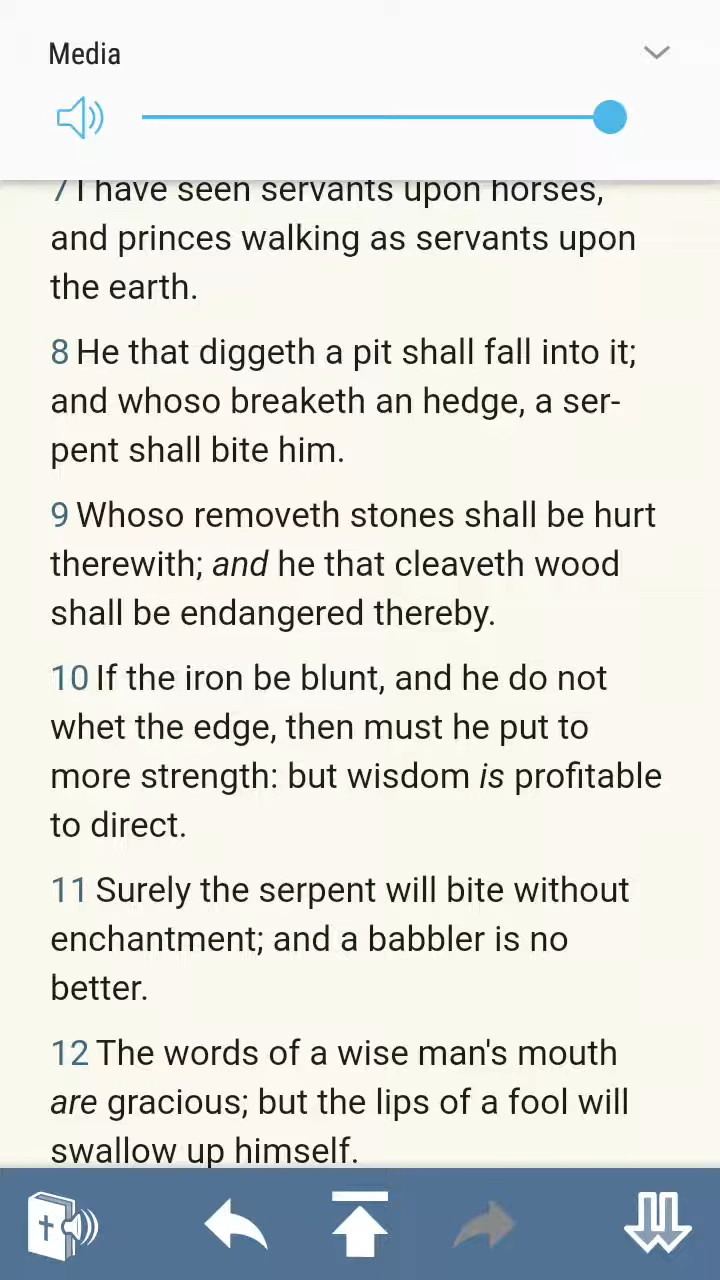 Media
7 I have seen servants upon horses,
and princes walking as servants upon
the earth.
8 He that diggeth a pit shall fall into it;
and whoso breaketh an hedge, a ser-
pent shall bite him.
9 Whoso removeth stones shall be hurt
therewith; and he that cleaveth wood
shall be endangered thereby.
10 If the iron be blunt, and he do not
whet the edge, then must he put to
more strength: but wisdom is profitable
to direct.
11 Surely the serpent will bite without
enchantment; and a babbler is no
better.
12 The words of a wise man's mouth
are gracious; but the lips of a fool will
swallow up himself.